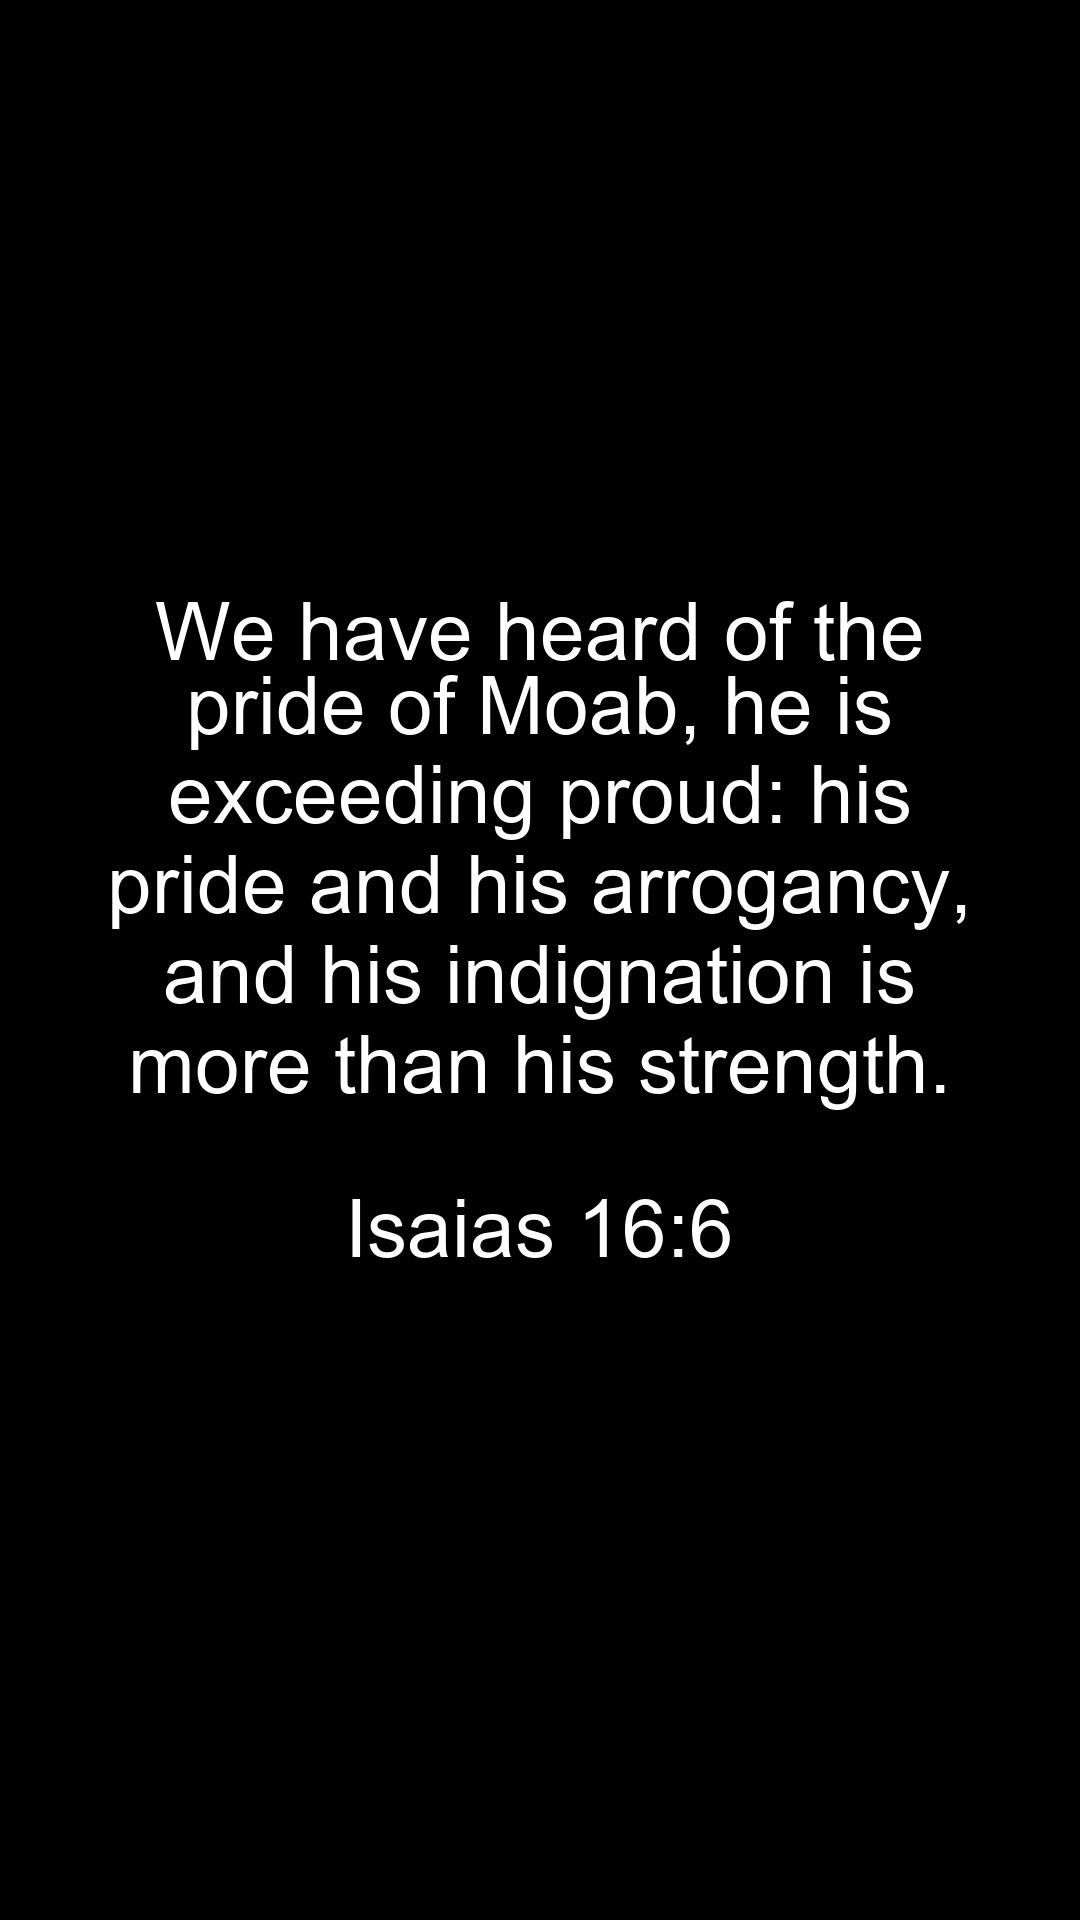 We have heard of the
pride of Moab, he is
exceeding proud: his
pride and his arrogancy,
and his indignation is
more than his strength.
Isaias 16:6